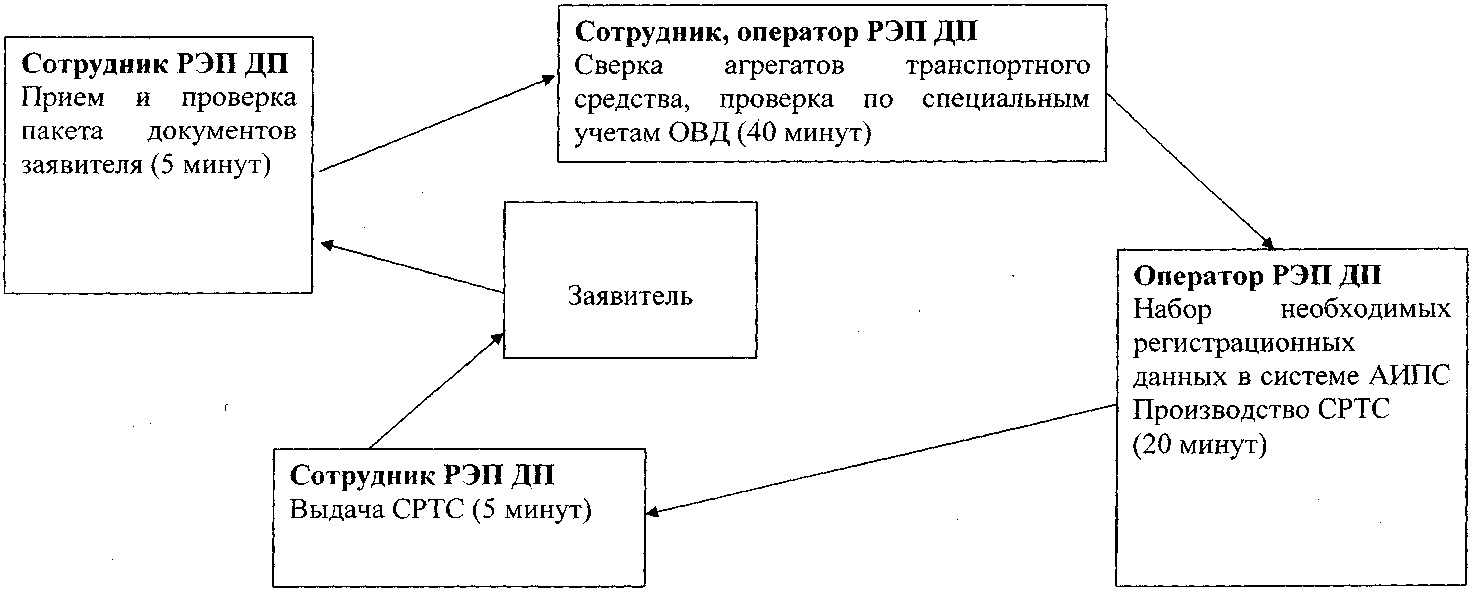 Сотрудник РЭП ДП
Прием и проверка
пакета документов
заявителя (5 минут)
Сотрудник, оператор РЭП ДП
Сверка агрегатов транспортного
средства, проверка по специальным
учетам ОВД (40 минут)
Заявитель
Оператор РЭП ДП
Набор необходимых
регистрационных
данных в системе АИПС
Производство СРТС
(20 минут)
Сотрудник РЭП ДП
Выдача СРТС (5 минут)